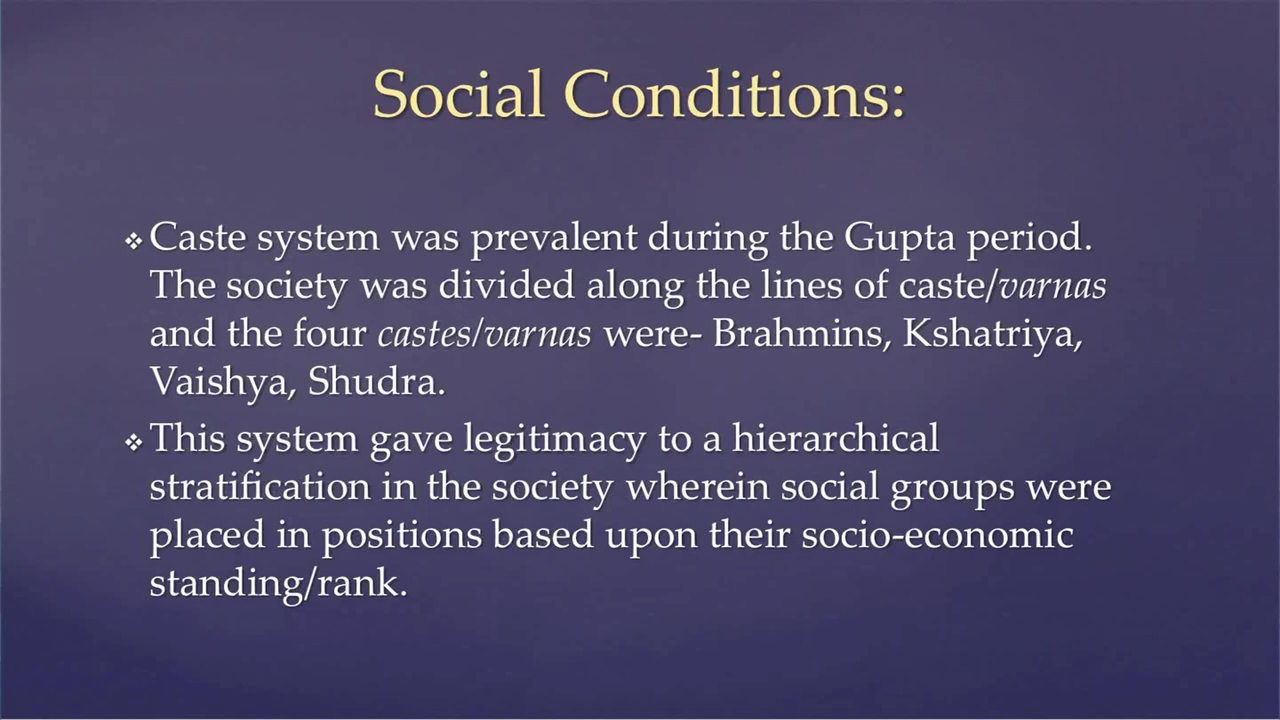 Social Conditions:
❖ Caste system was prevalent during the Gupta period.
The society was divided along the lines of caste/varnas
and the four castes/varnas were- Brahmins, Kshatriya,
Vaishya, Shudra.
❖ This system gave legitimacy to a hierarchical
stratification in the society wherein social groups were
placed in positions based upon their socio-economic
standing/rank.